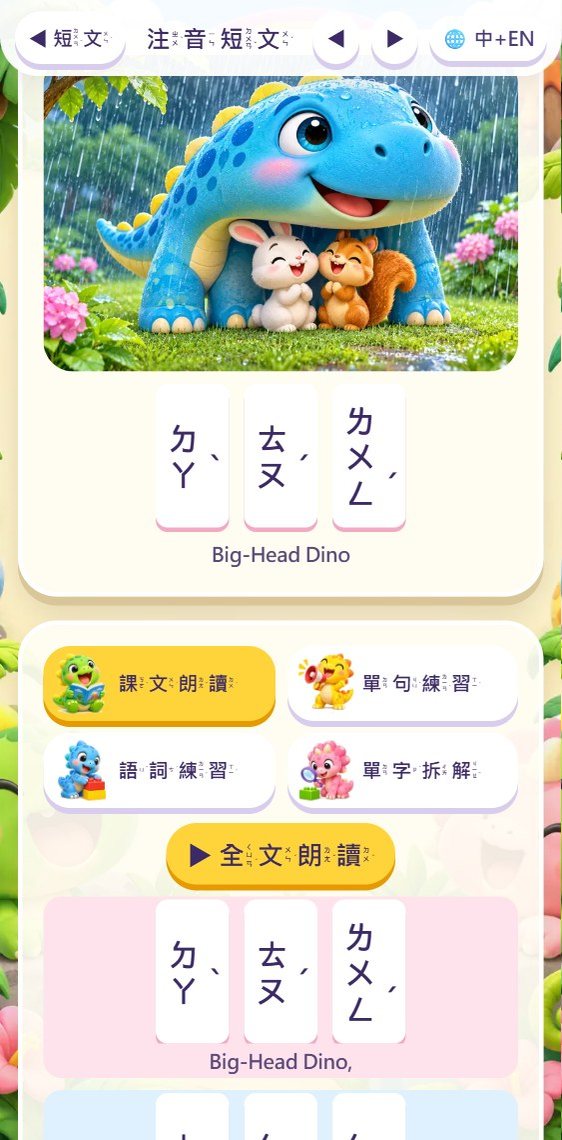 ◀ 短文 注音短文 ◀ ▶ 🌐 中+EN
ㄉㄚˋ ㄊㄡˊ ㄌㄨㄥˊ
Big-Head Dino
課文朗讀 單句練習
語詞練習 單字拆解
▶ 全文朗讀
ㄉㄚˋ ㄊㄡˊ ㄌㄨㄥˊ
Big-Head Dino,